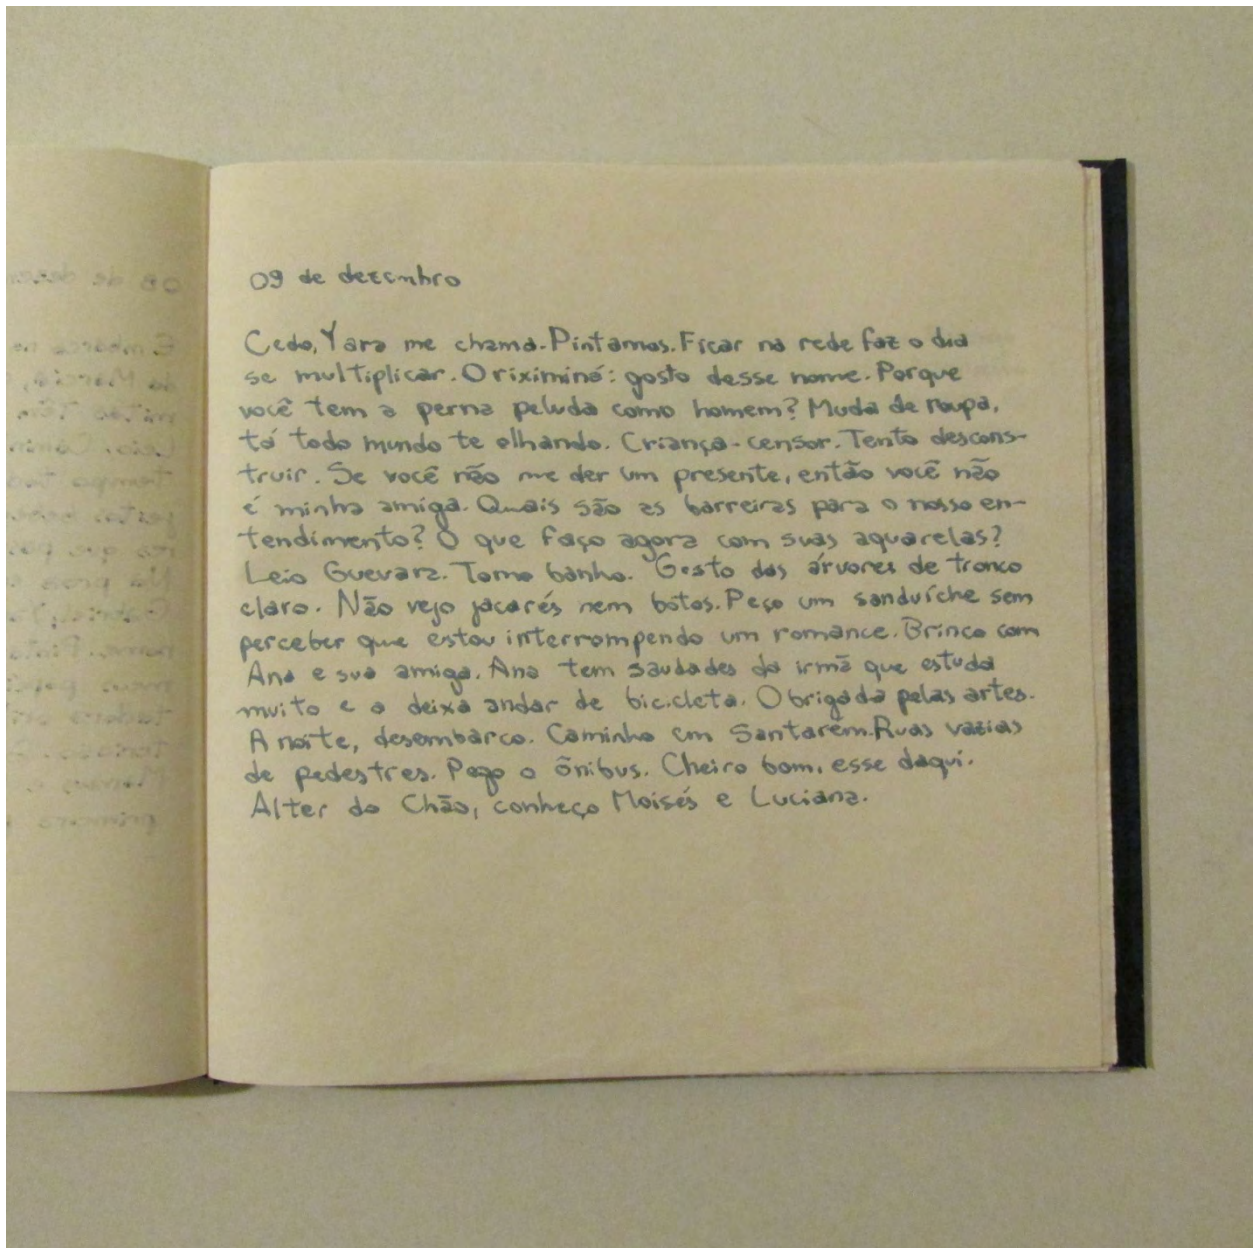 09 de dezembro
Cedo, Yara me chama. Pintamos. Ficar na rede faz o dia
se multiplicar. Oriximiná: gosto desse nome. Porque
você tem a perna peluda como homem? Muda de roupa,
tá todo mundo te olhando. Criança-censor. Tento descons-
truir. Se você não me der um presente, então você não
é minha amiga. Quais são as barreiras para o nosso en-
tendimento? O que faço agora com suas aquarelas?
Leio Guevara. Tomo banho. Gosto das árvores de tronco
claro. Não vejo jacarés nem botos. Peço um sanduíche sem
perceber que estou interrompendo um romance. Brinco com
Ana e sua amiga. Ana tem saudades da irmã que estuda
muito e a deixa andar de bicicleta. Obrigada pelas artes.
A noite, desembarco. Caminho em Santarém. Ruas vazias
de pedestres. Pego o ônibus. Cheiro bom, esse daqui.
Alter do Chão, conheço Moisés e Luciana.